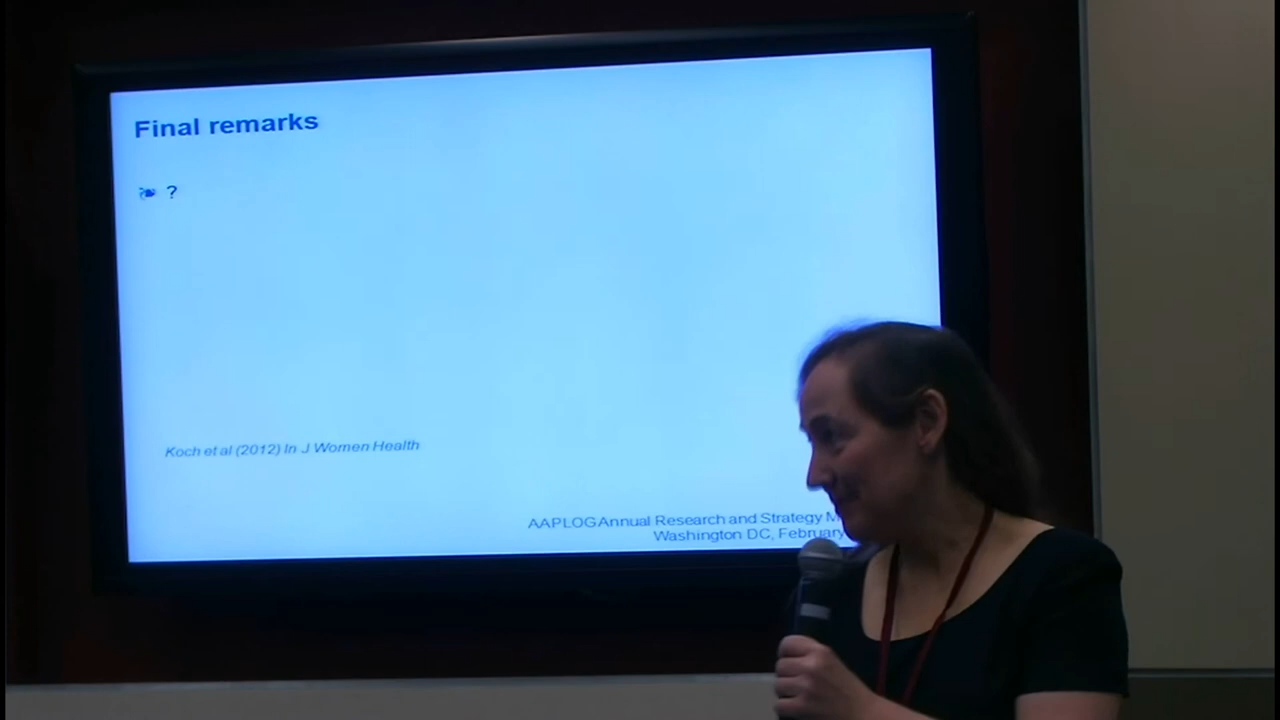 Final remarks
?
Koch et al (2012) In J Women Health
AAPLOG Annual Research and Strategy
Washington DC, February